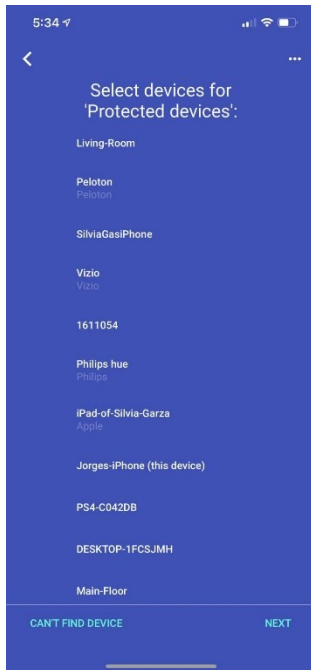 5:34
Select devices for
'Protected devices':
Living-Room
Peloton
Peloton
SilviaGasiPhone
Vizio
Vizio
1611054
Philips hue
Philips
iPad-of-Silvia-Garza
Apple
Jorges-iPhone (this device)
PS4-C042DB
DESKTOP-1FCSJMH
Main-Floor
CAN'T FIND DEVICE NEXT